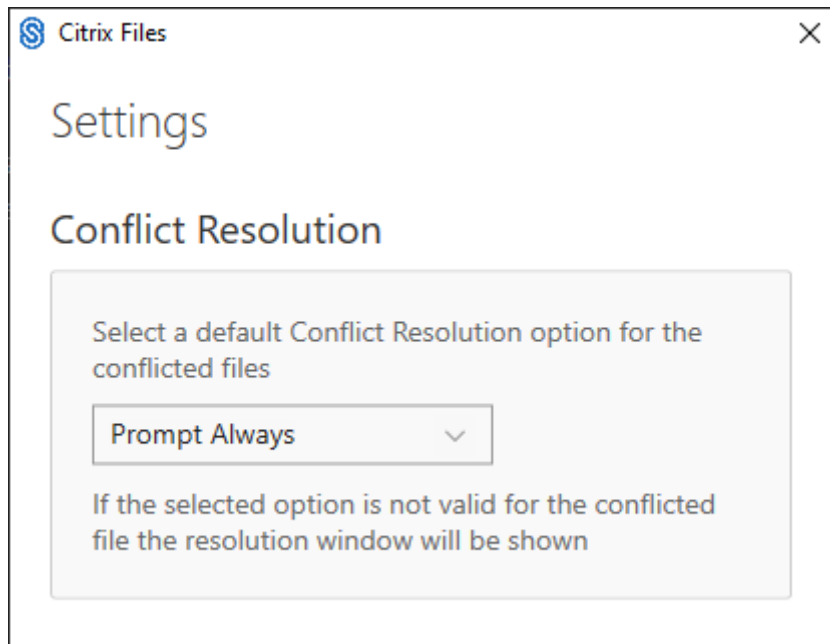 Citrix Files
Settings
Conflict Resolution
Select a default Conflict Resolution option for the
conflicted files
Prompt Always
If the selected option is not valid for the conflicted
file the resolution window will be shown